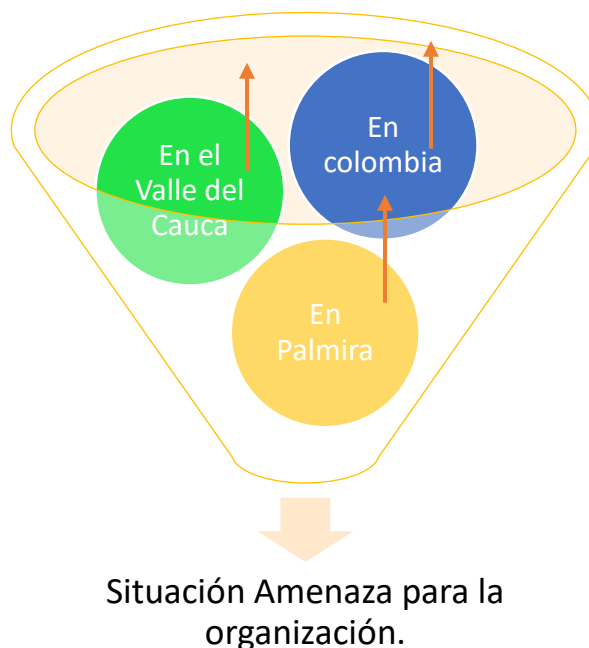 En el
Valle del
Cauca
En
colombia
En
Palmira
Situación Amenaza para la
organización.